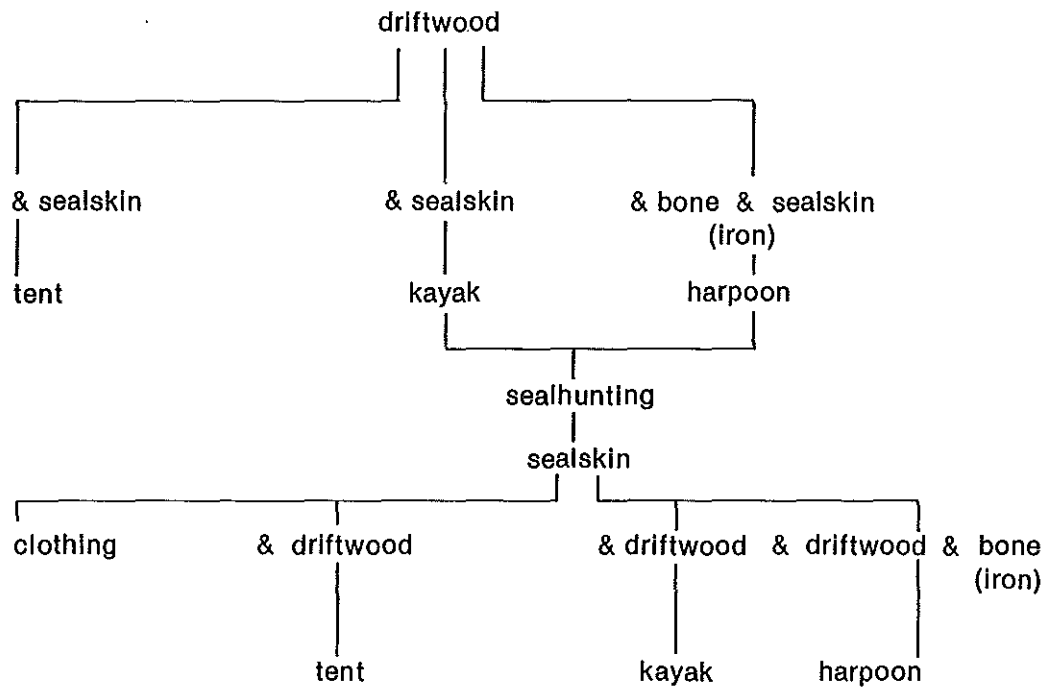 driftwood
& sealskin & sealskin & bone & sealskin
(iron)
tent kayak harpoon
sealhunting
sealskin
clothing & driftwood & driftwood & driftwood & bone
(iron)
tent kayak harpoon